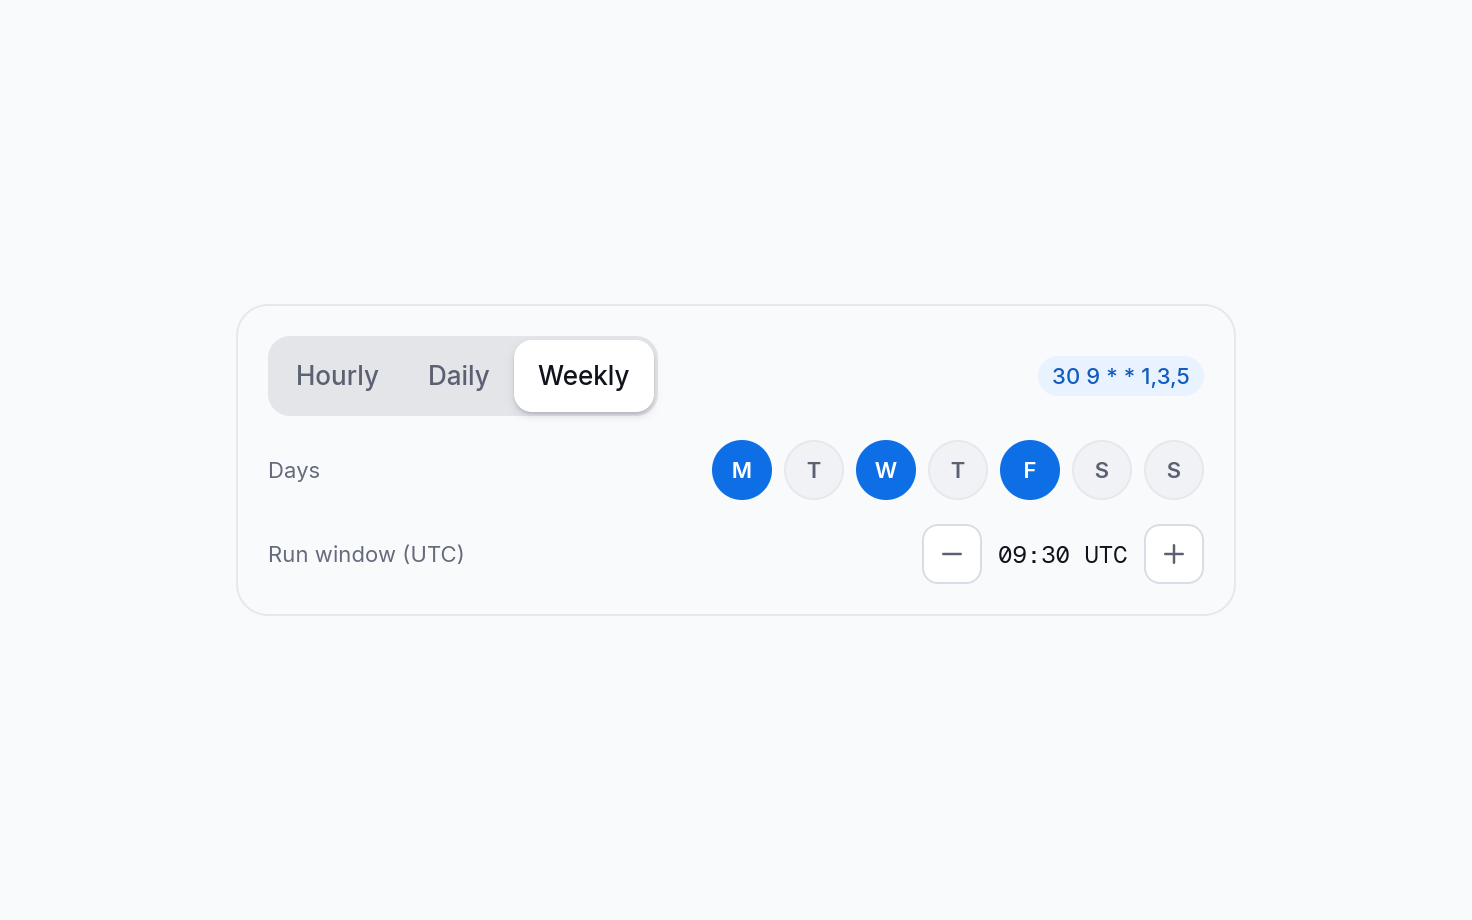 Hourly Daily Weekly 30 9 * * 1,3,5
Days M T W T F S S
Run window (UTC) − 09:30 UTC +